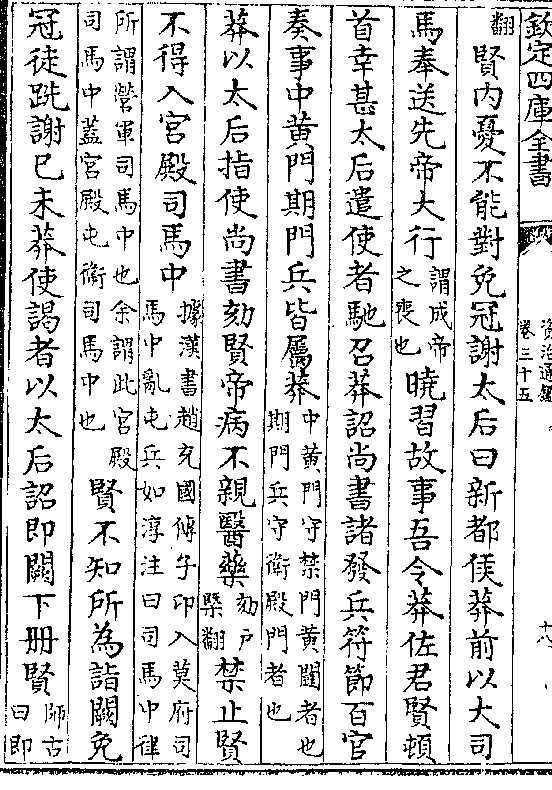 欽定四庫全書
資治通鑑
卷三十五
十八
翻賢内憂不能對免冠謝太后曰新都侯莽前以大司
馬奉送先帝大行謂成帝之喪也曉習故事吾令莽佐君賢頓
首幸甚太后遣使者馳召莽詔尚書諸發兵符節百官
奏事中黄門期門兵皆屬莽中黄門守禁門黄闥者也期門兵守衛殿門者也
莽以太后指使尚書劾賢帝病不親醫藥劾戶槩翻禁止賢
不得入宫殿司馬中據漢書趙充國傳子印入莫府司馬中亂屯兵如淳注曰司馬中律
所謂營軍司馬中也余謂此宫殿司馬中蓋宫殿屯衛司馬中也賢不知所為詣闕免
冠徒跣謝已未莽使謁者以太后詔即闕下册賢師古曰即